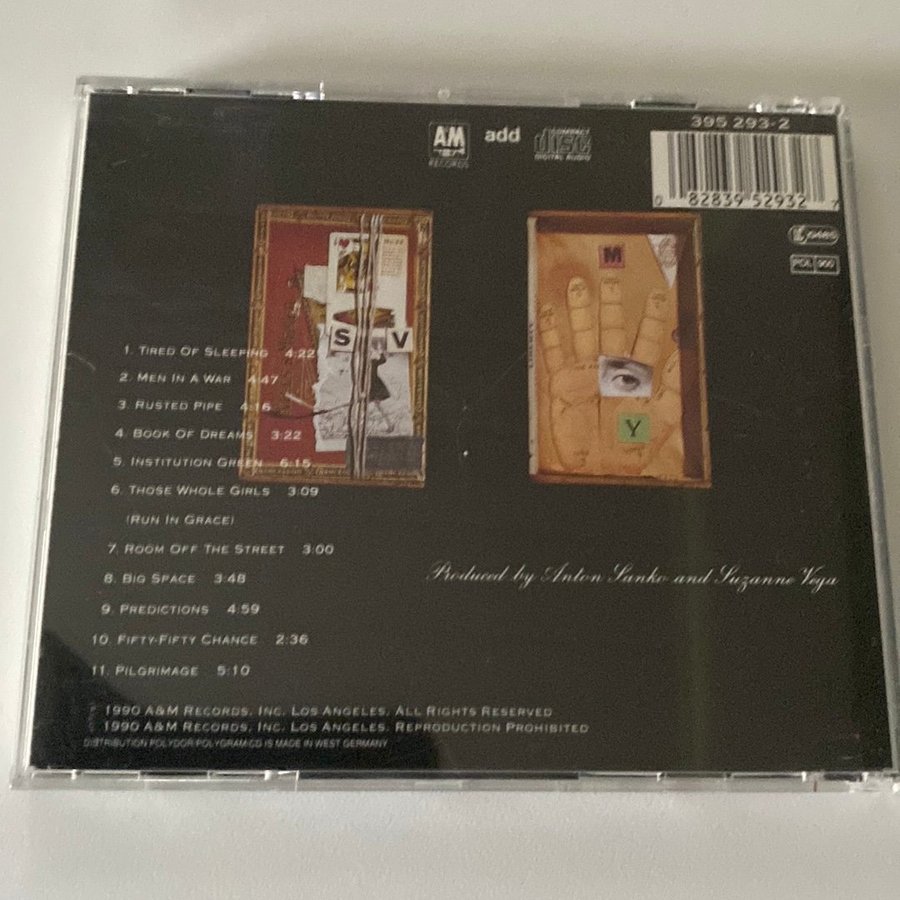 395 293-2
AM
RECORDS
add
COMPACT
disc
DIGITAL AUDIO
0 82839 52932 7
S V
M
Y
1. TIRED OF SLEEPING 4:22
2. MEN IN A WAR 4:47
3. RUSTED PIPE 4:16
4. BOOK OF DREAMS 3:22
5. INSTITUTION GREEN 6:15
6. THOSE WHOLE GIRLS 3:09
(RUN IN GRACE)
7. ROOM OFF THE STREET 3:00
8. BIG SPACE 3:48
9. PREDICTIONS 4:59
10. FIFTY-FIFTY CHANCE 2:36
11. PILGRIMAGE 5:10
Produced by Anton Sanko and Suzanne Vega
1990 A&M RECORDS, INC. LOS ANGELES. ALL RIGHTS RESERVED
1990 A&M RECORDS, INC. LOS ANGELES. REPRODUCTION PROHIBITED
DISTRIBUTION POLYDOR/POLYGRAM/CD IS MADE IN WEST GERMANY